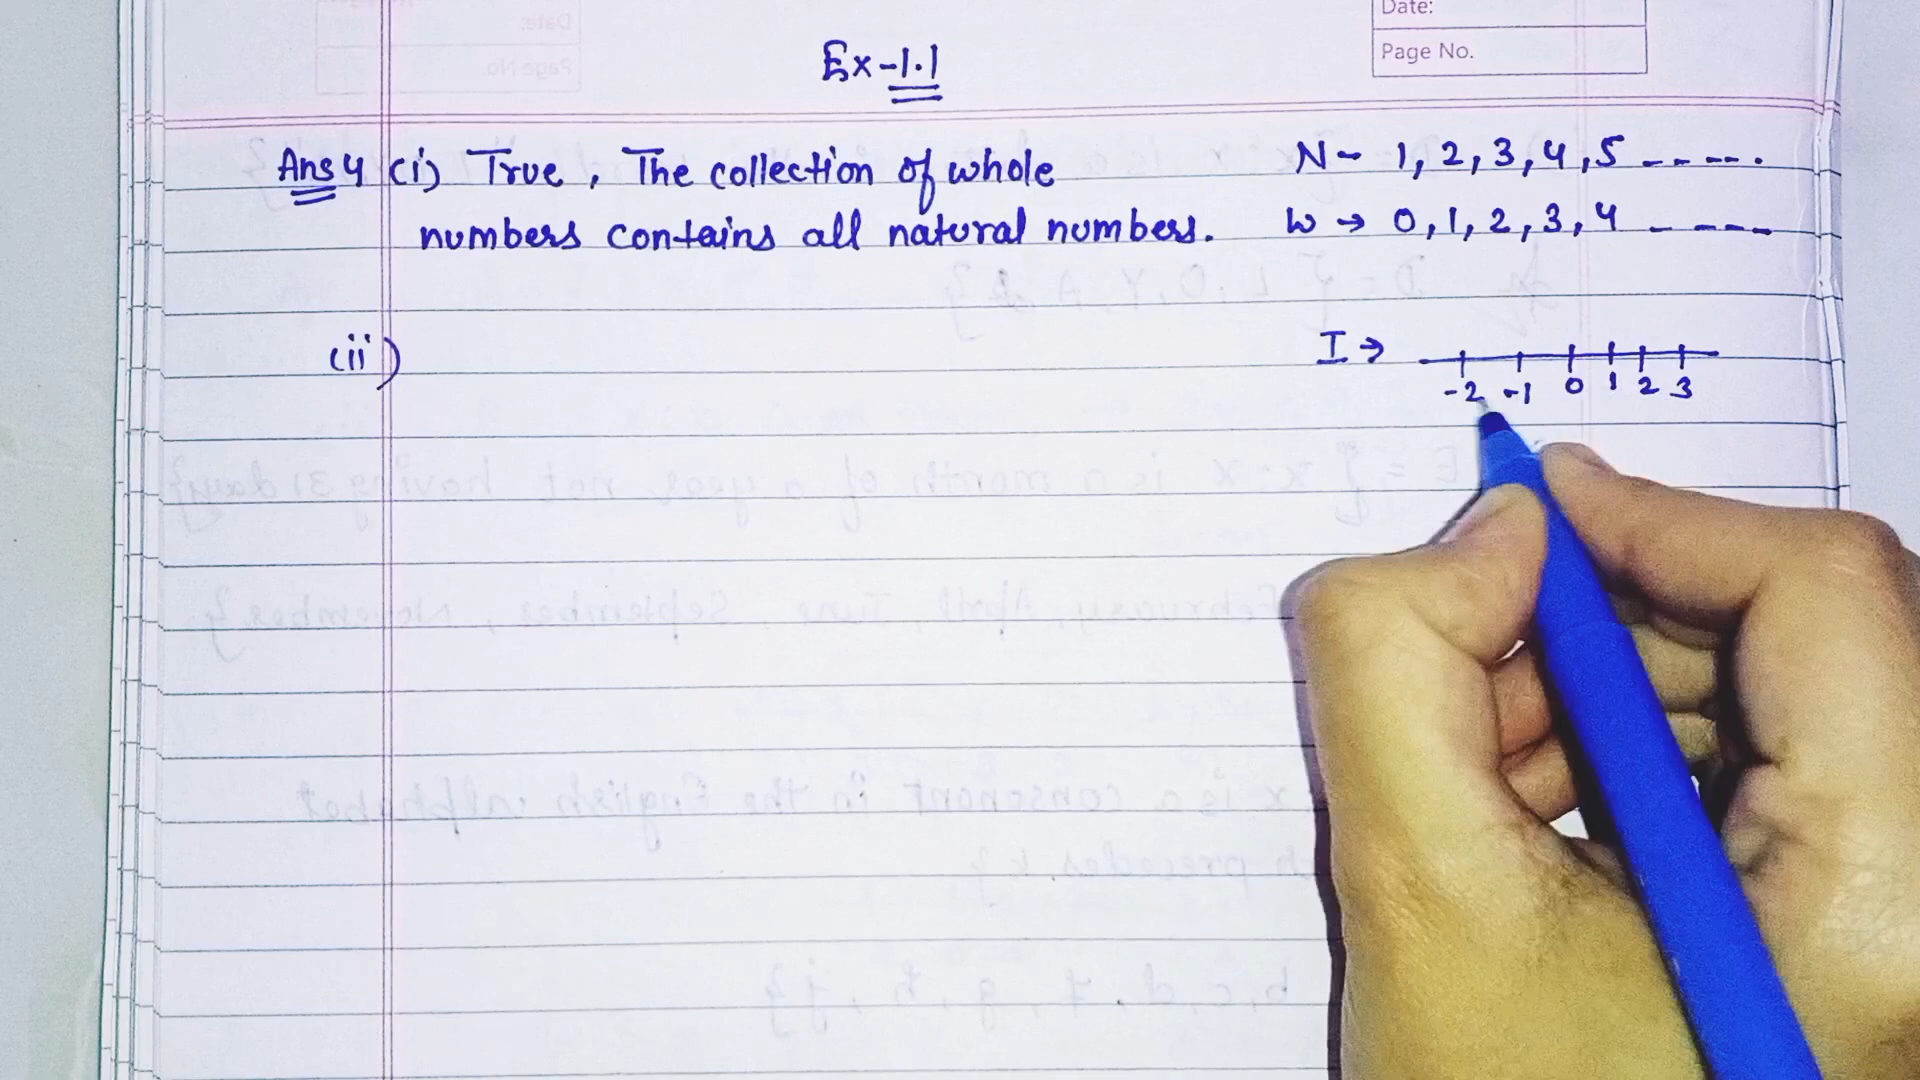 Date:
Page No.
Ex-1.1
Ans 4 (i) True, The collection of whole
numbers contains all natural numbers.
N - 1, 2, 3, 4, 5 -----.
W → 0, 1, 2, 3, 4 -----
(ii)
I →
-2 -1 0 1 2 3